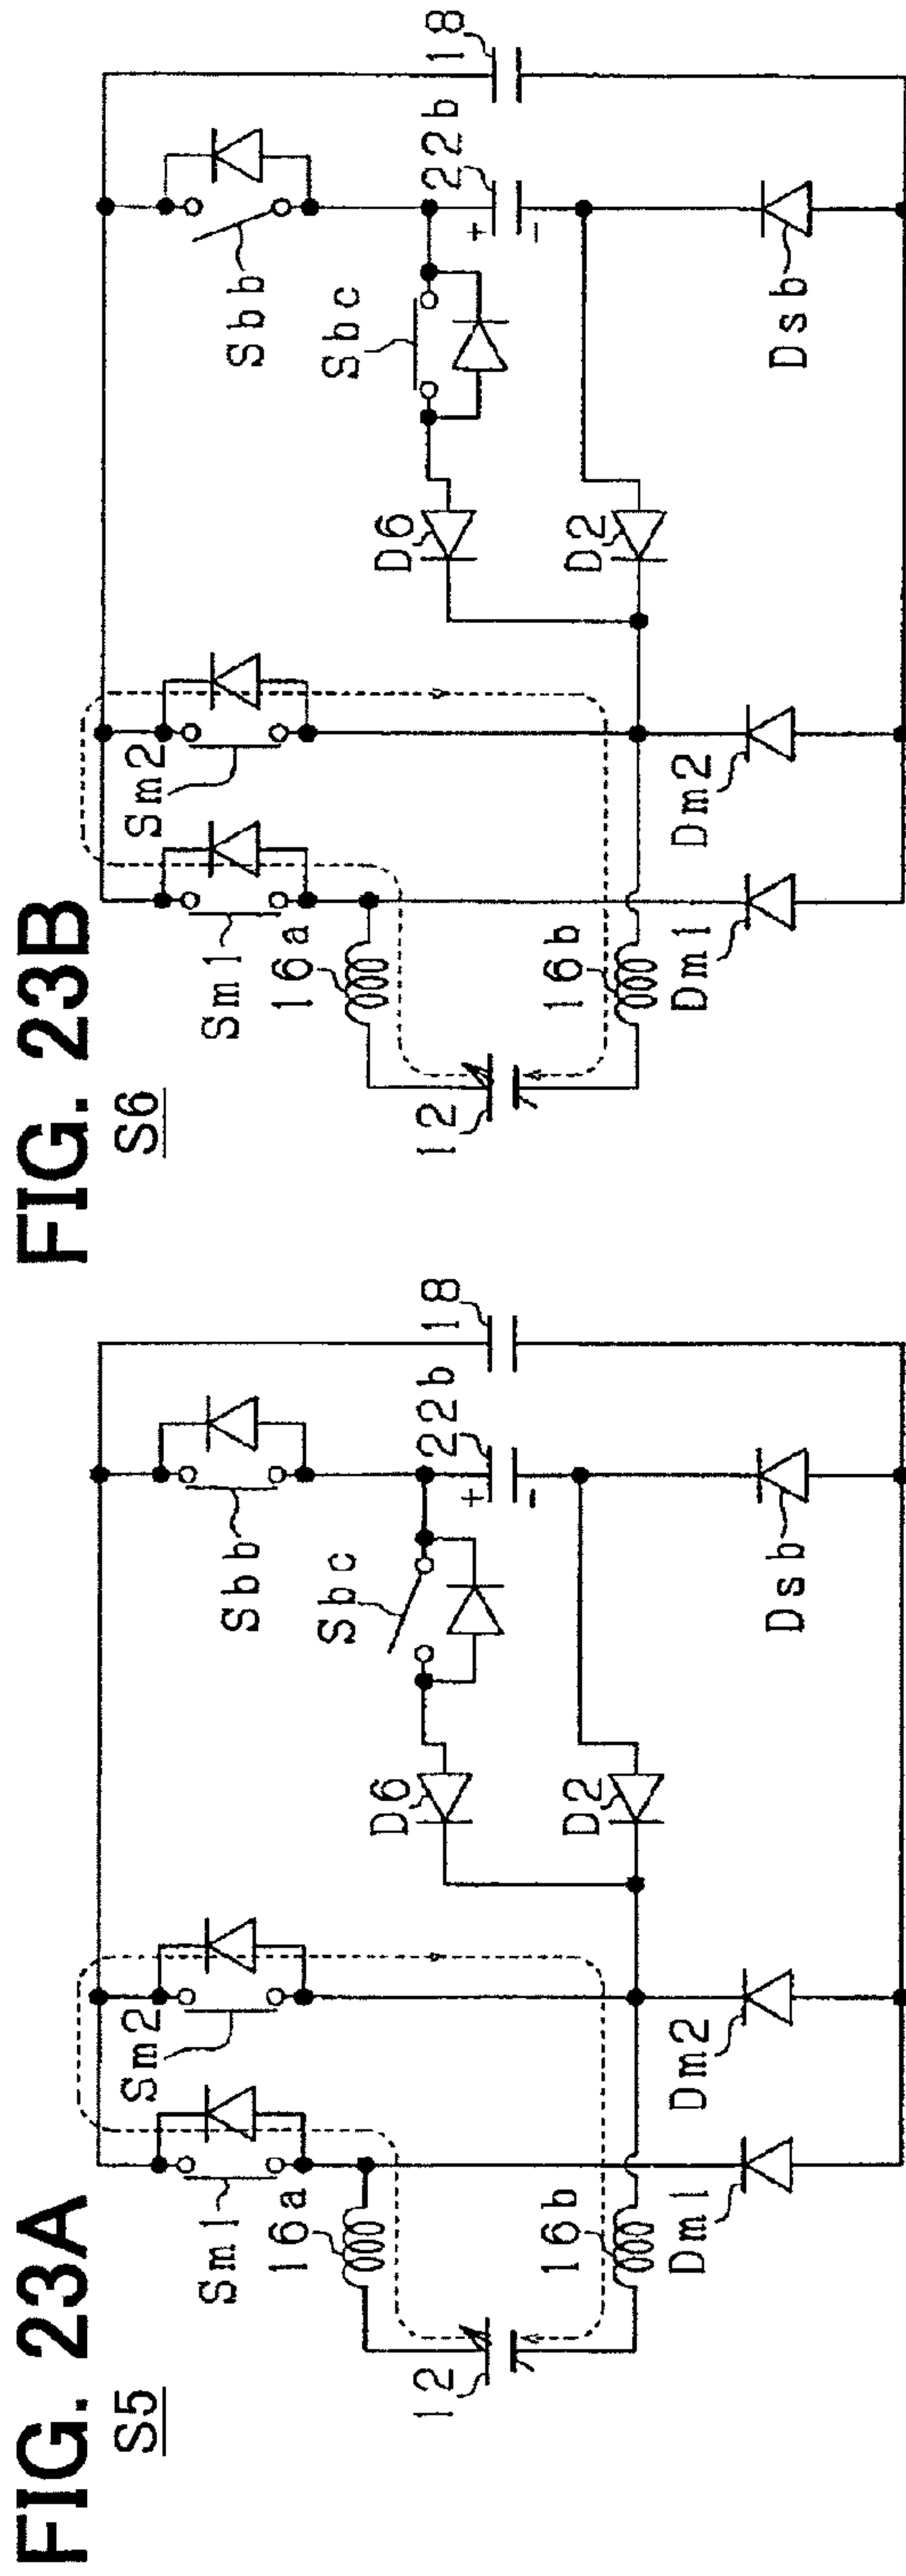 FIG. 23A
S5
Sm1
Sm2
16a
16b
12
Dm1
Dm2
D6
D2
Sbc
Sbb
22b
+
-
18
Dsb
FIG. 23B
S6
Sm1
Sm2
16a
16b
12
Dm1
Dm2
D6
D2
Sbc
Sbb
22b
+
-
18
Dsb